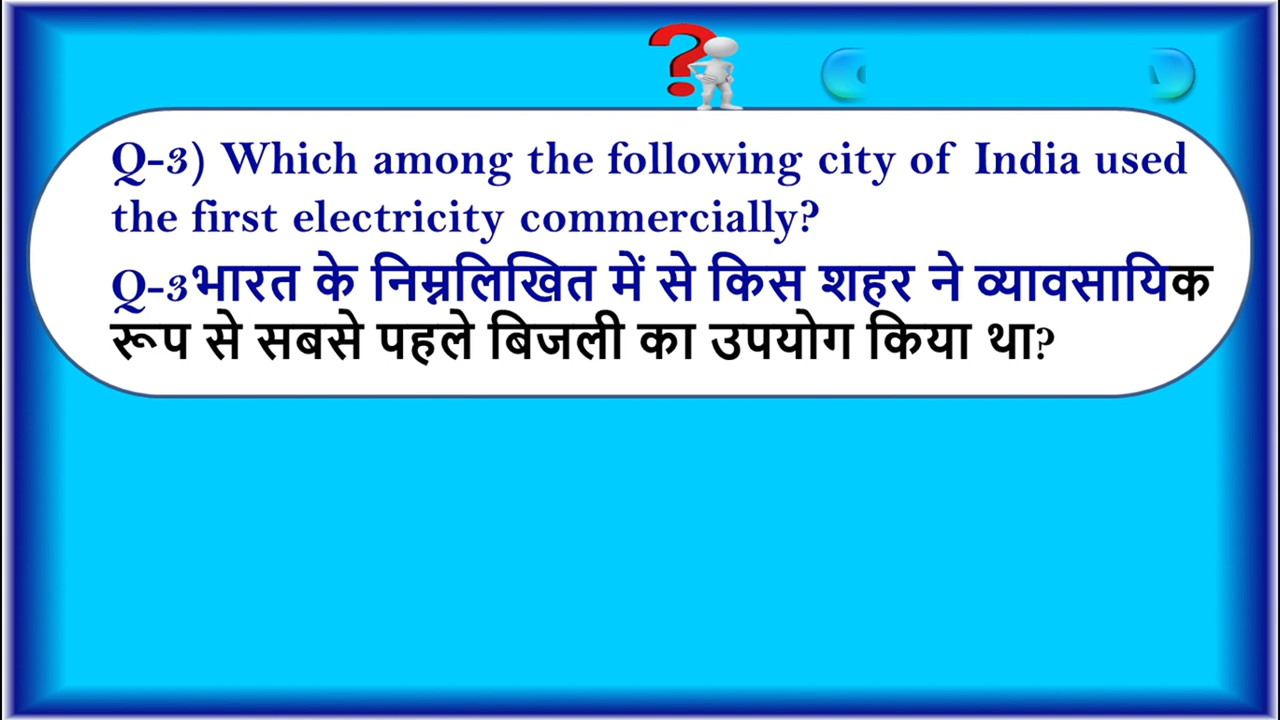 Q-3) Which among the following city of India used
the first electricity commercially?
Q-3भारत के निम्नलिखित में से किस शहर ने व्यावसायिक
रूप से सबसे पहले बिजली का उपयोग किया था?